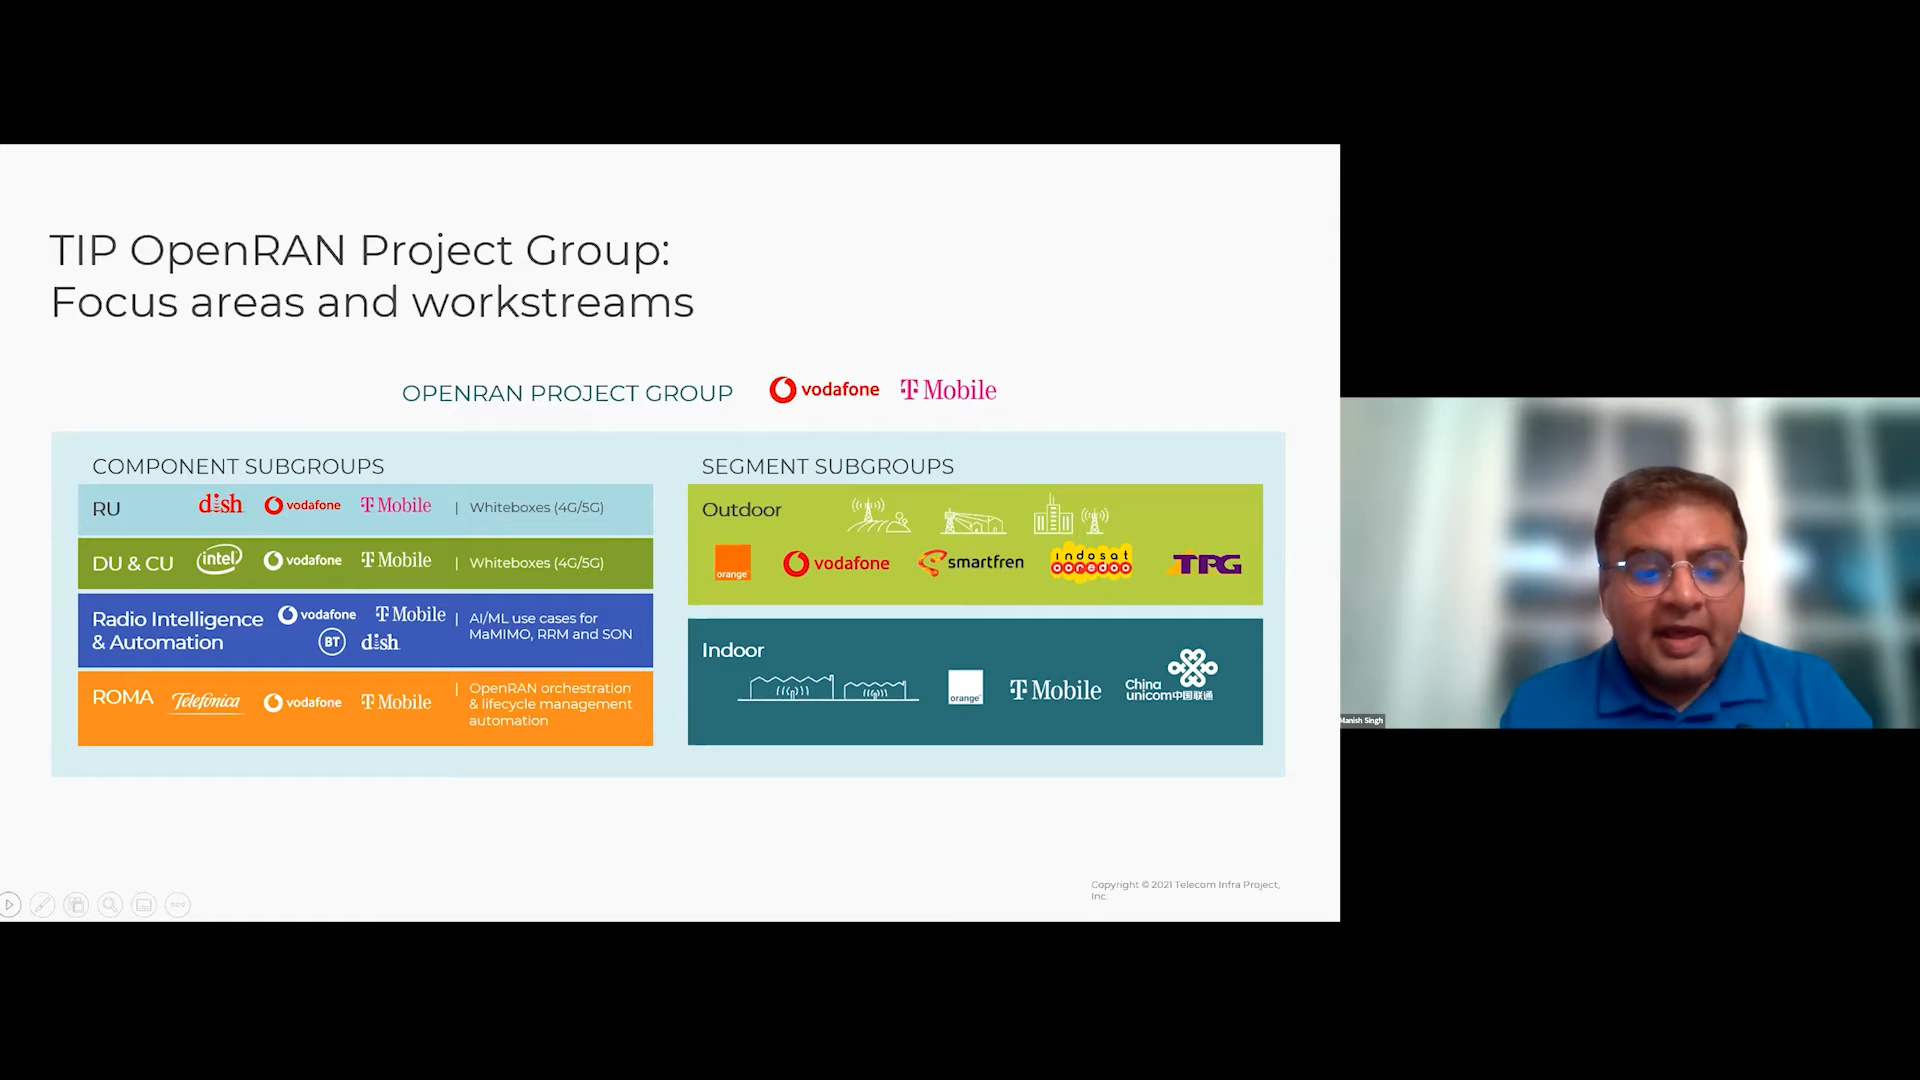 TIP OpenRAN Project Group:
Focus areas and workstreams
OPENRAN PROJECT GROUP vodafone T Mobile
COMPONENT SUBGROUPS
RU dish vodafone T Mobile | Whiteboxes (4G/5G)
DU & CU intel vodafone T Mobile | Whiteboxes (4G/5G)
Radio Intelligence & Automation vodafone T Mobile BT dish | AI/ML use cases for
MaMIMO, RRM and SON
ROMA Telefónica vodafone T Mobile | OpenRAN orchestration
& lifecycle management
automation
SEGMENT SUBGROUPS
Outdoor
orange vodafone smartfren indosat ooredoo TPG
Indoor
orange T Mobile China unicom中国联通
Copyright © 2021 Telecom Infra Project,
Inc.
Manish Singh